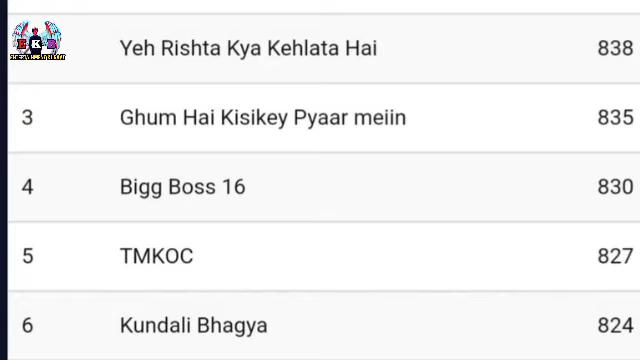 EKB
Yeh Rishta Kya Kehlata Hai 838
3 Ghum Hai Kisikey Pyaar meiin 835
4 Bigg Boss 16 830
5 TMKOC 827
6 Kundali Bhagya 824